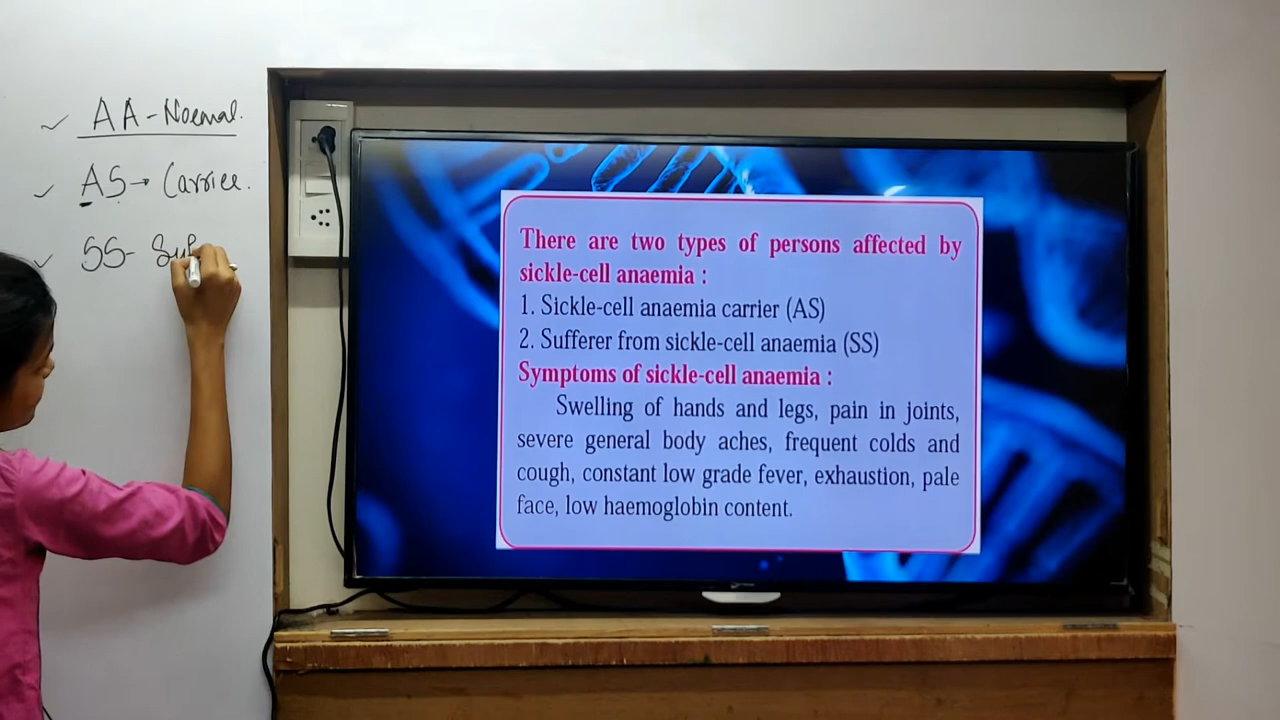 AA - Normal.
AS → Carrier.
SS - Suf
There are two types of persons affected by
sickle-cell anaemia :
1. Sickle-cell anaemia carrier (AS)
2. Sufferer from sickle-cell anaemia (SS)
Symptoms of sickle-cell anaemia :
Swelling of hands and legs, pain in joints,
severe general body aches, frequent colds and
cough, constant low grade fever, exhaustion, pale
face, low haemoglobin content.